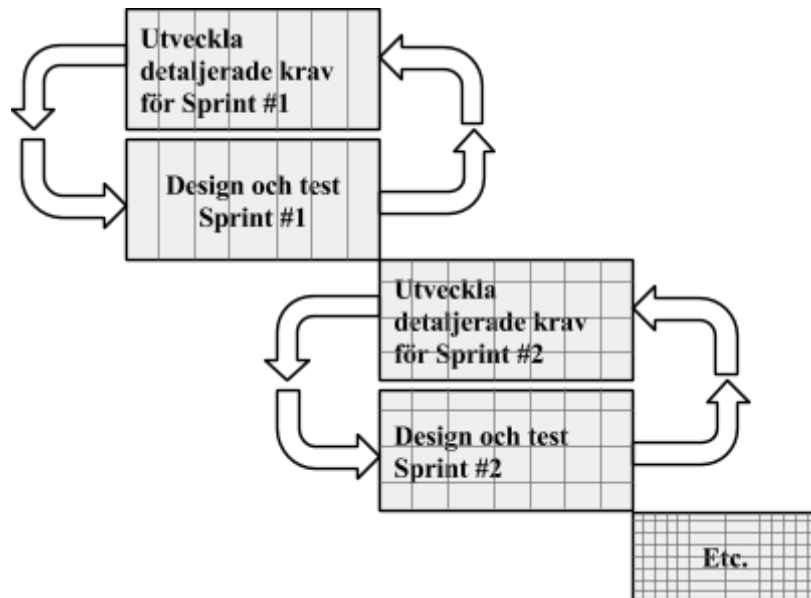 Utveckla
detaljerade krav
för Sprint #1
Design och test
Sprint #1
Utveckla
detaljerade krav
för Sprint #2
Design och test
Sprint #2
Etc.